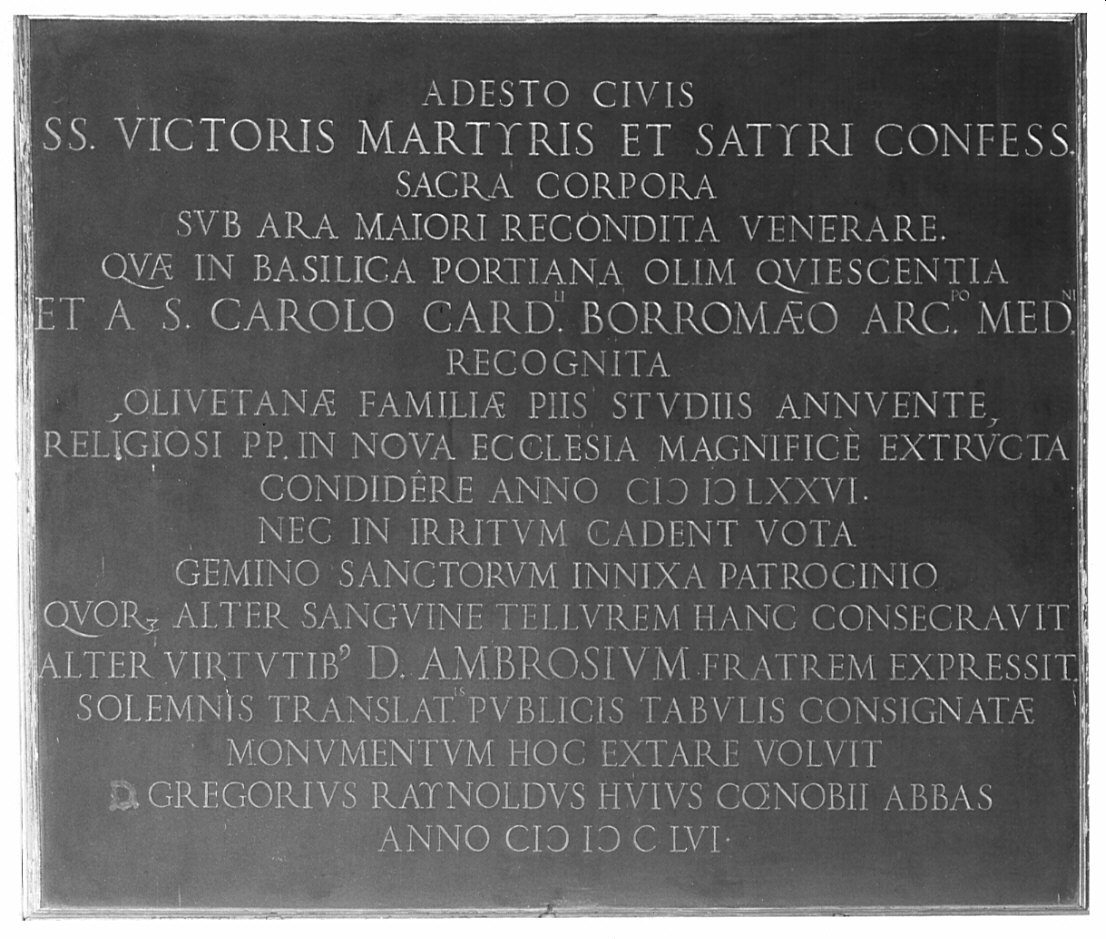 ADESTO CIVIS
SS. VICTORIS MARTYRIS ET SATYRI CONFESS.
SACRA CORPORA
SVB ARA MAIORI RECONDITA VENERARE.
QVÆ IN BASILICA PORTIANA OLIM QVIESCENTIA
ET A S. CAROLO CARD.LI BORROMÆO ARC.PO MED.NI
RECOGNITA
,OLIVETANÆ FAMILIÆ PIIS STVDIIS ANNVENTE,
RELIGIOSI PP. IN NOVA ECCLESIA MAGNIFICÈ EXTRVCTA
CONDIDÊRE ANNO CIↃ IↃ LXXVI.
NEC IN IRRITVM CADENT VOTA
GEMINO SANCTORVM INNIXA PATROCINIO
QVORꝫ ALTER SANGVINE TELLVREM HANC CONSECRAVIT
ALTER VIRTVTIBꝰ D. AMBROSIVM FRATREM EXPRESSIT.
SOLEMNIS TRANSLAT.IS PVBLICIS TABVLIS CONSIGNATÆ
MONVMENTVM HOC EXTARE VOLVIT
D. GREGORIVS RAYNOLDVS HVIVS CŒNOBII ABBAS
ANNO CIↃ IↃ C LVI·